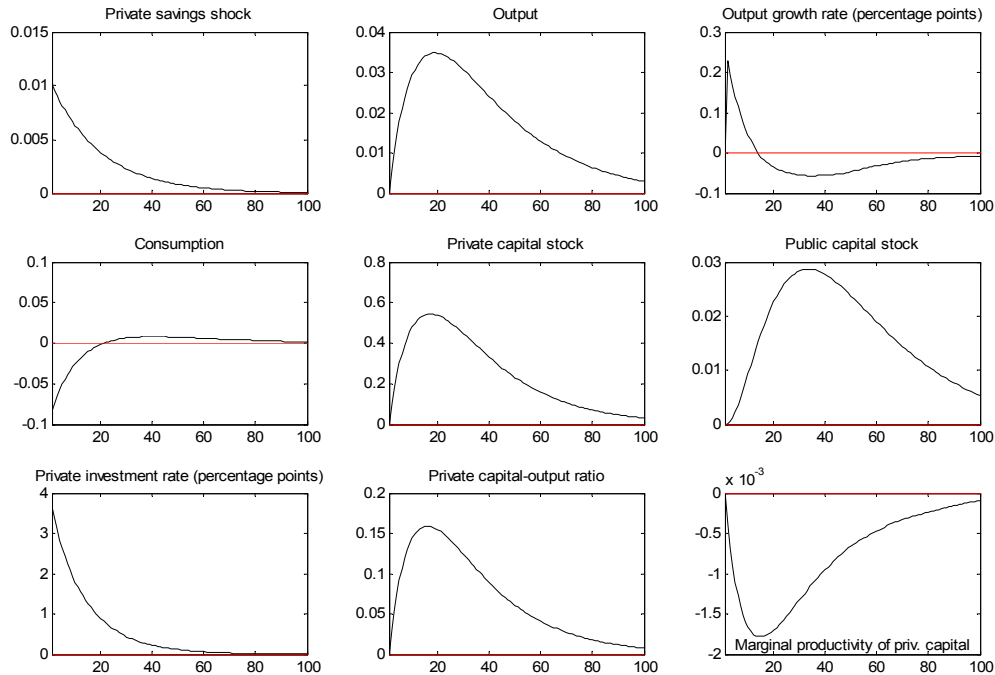 Private savings shock
0.015
0.01
0.005
0
20 40 60 80 100
Output
0.04
0.03
0.02
0.01
0
20 40 60 80 100
Output growth rate (percentage points)
0.3
0.2
0.1
0
-0.1
20 40 60 80 100
Consumption
0.1
0.05
0
-0.05
-0.1
20 40 60 80 100
Private capital stock
0.8
0.6
0.4
0.2
0
20 40 60 80 100
Public capital stock
0.03
0.02
0.01
0
20 40 60 80 100
Private investment rate (percentage points)
4
3
2
1
0
20 40 60 80 100
Private capital-output ratio
0.2
0.15
0.1
0.05
0
20 40 60 80 100
x 10-3
0
-0.5
-1
-1.5
-2
Marginal productivity of priv. capital
20 40 60 80 100